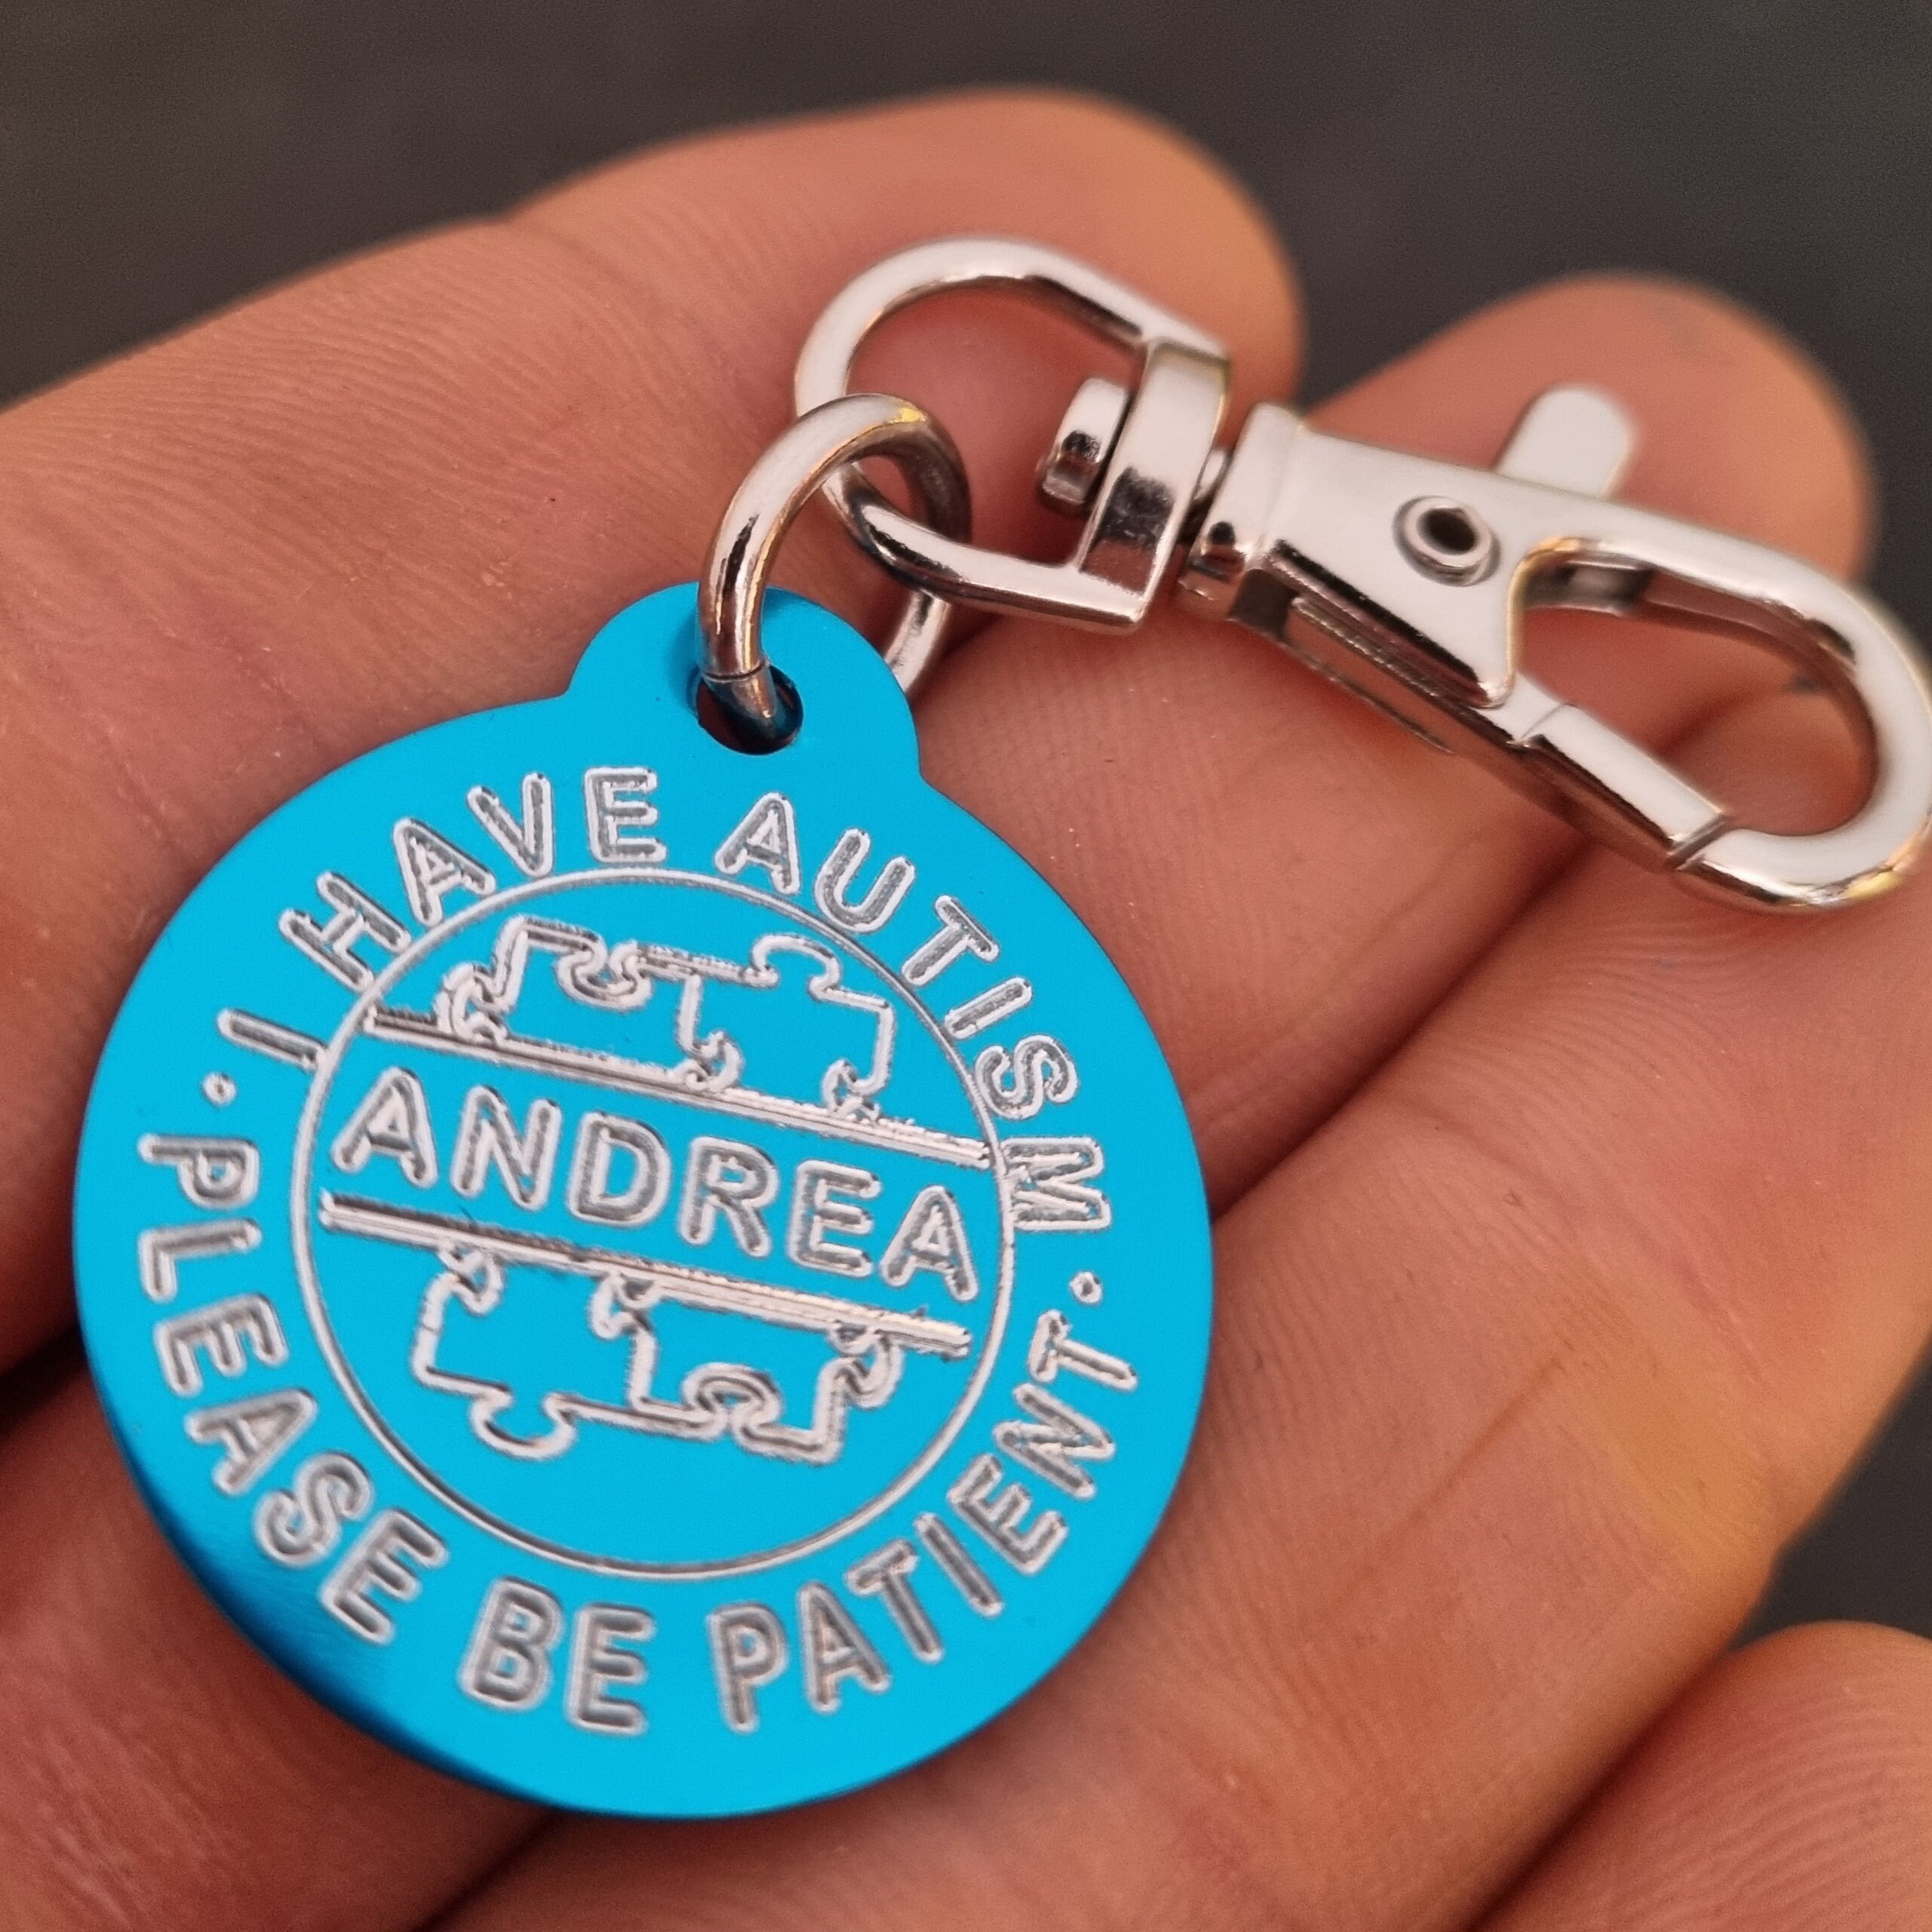 · I HAVE AUTISM ·
ANDREA
PLEASE BE PATIENT